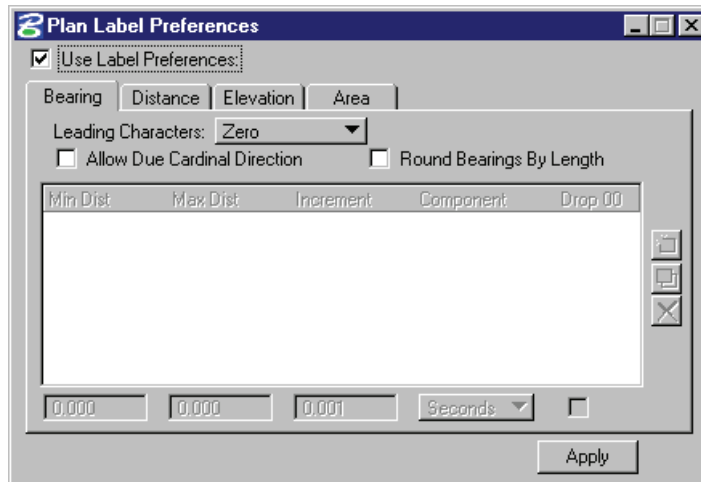 Plan Label Preferences
Use Label Preferences:
Bearing Distance Elevation Area
Leading Characters: Zero
Allow Due Cardinal Direction Round Bearings By Length
Min Dist Max Dist Increment Component Drop 00
0.000 0.000 0.001 Seconds
Apply